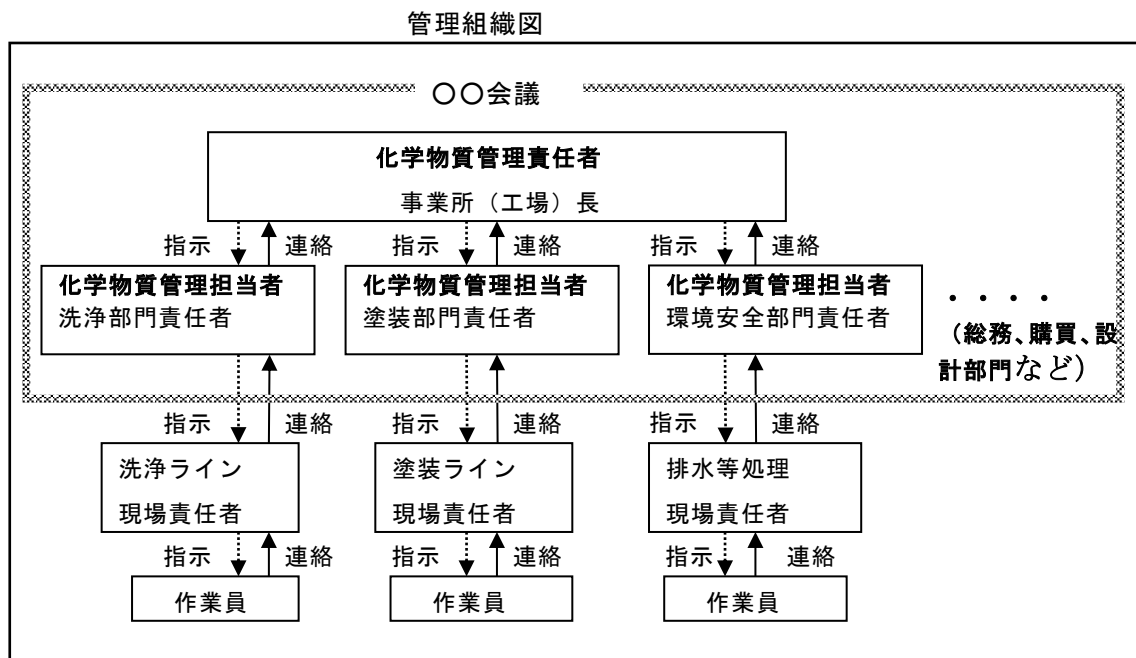 管理組織図
〇〇会議
化学物質管理責任者
事業所（工場）長
指示 連絡 指示 連絡 指示 連絡
化学物質管理担当者 化学物質管理担当者 化学物質管理担当者
洗浄部門責任者 塗装部門責任者 環境安全部門責任者
・・・・
（総務、購買、設
計部門など）
指示 連絡 指示 連絡 指示 連絡
洗浄ライン 塗装ライン 排水等処理
現場責任者 現場責任者 現場責任者
指示 連絡 指示 連絡 指示 連絡
作業員 作業員 作業員